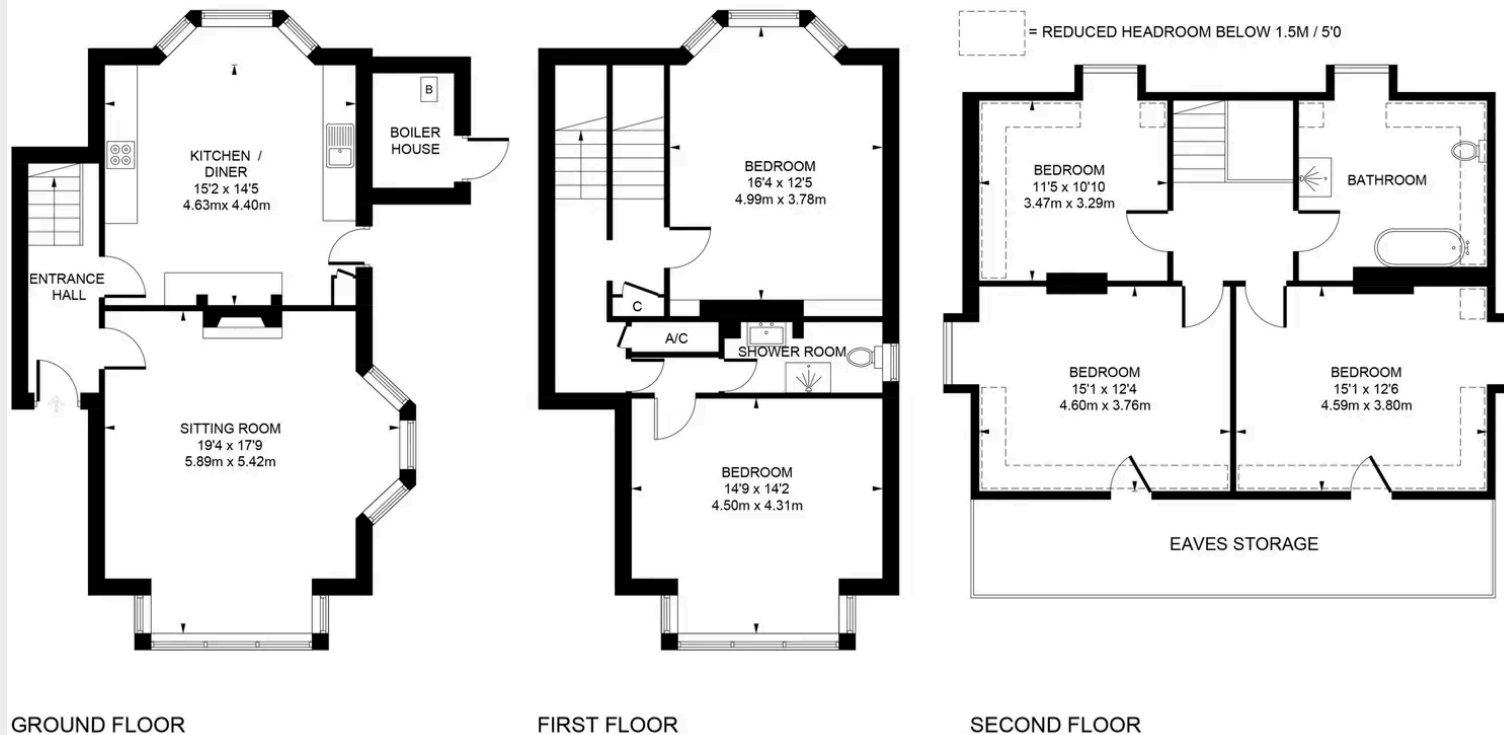 = REDUCED HEADROOM BELOW 1.5M / 5'0
B
BOILER
HOUSE
KITCHEN /
DINER
15'2 x 14'5
4.63mx 4.40m
ENTRANCE
HALL
SITTING ROOM
19'4 x 17'9
5.89m x 5.42m
GROUND FLOOR
BEDROOM
16'4 x 12'5
4.99m x 3.78m
C
A/C
SHOWER ROOM
BEDROOM
14'9 x 14'2
4.50m x 4.31m
FIRST FLOOR
BEDROOM
11'5 x 10'10
3.47m x 3.29m
BATHROOM
BEDROOM
15'1 x 12'4
4.60m x 3.76m
BEDROOM
15'1 x 12'6
4.59m x 3.80m
EAVES STORAGE
SECOND FLOOR